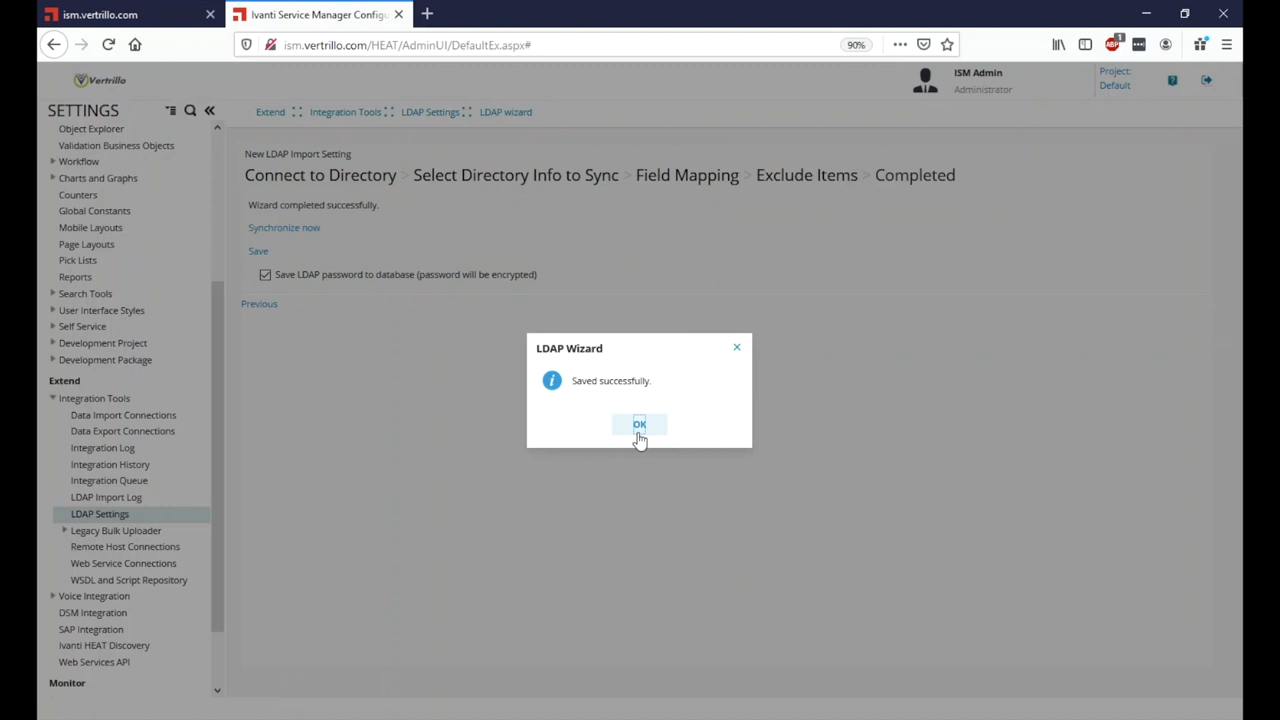 ism.vertrillo.com
Ivanti Service Manager Configu
ism.vertrillo.com/HEAT/AdminUI/DefaultEx.aspx#
90%
ABP
1
Vertrillo
ISM Admin
Administrator
Project:
Default
SETTINGS
Extend
Integration Tools
LDAP Settings
LDAP wizard
Object Explorer
Validation Business Objects
Workflow
Charts and Graphs
Counters
Global Constants
Mobile Layouts
Page Layouts
Pick Lists
Reports
Search Tools
User Interface Styles
Self Service
Development Project
Development Package
Extend
Integration Tools
Data Import Connections
Data Export Connections
Integration Log
Integration History
Integration Queue
LDAP Import Log
LDAP Settings
Legacy Bulk Uploader
Remote Host Connections
Web Service Connections
WSDL and Script Repository
Voice Integration
DSM Integration
SAP Integration
Ivanti HEAT Discovery
Web Services API
Monitor
New LDAP Import Setting
Connect to Directory > Select Directory Info to Sync > Field Mapping > Exclude Items > Completed
Wizard completed successfully.
Synchronize now
Save
Save LDAP password to database (password will be encrypted)
Previous
LDAP Wizard
Saved successfully.
OK